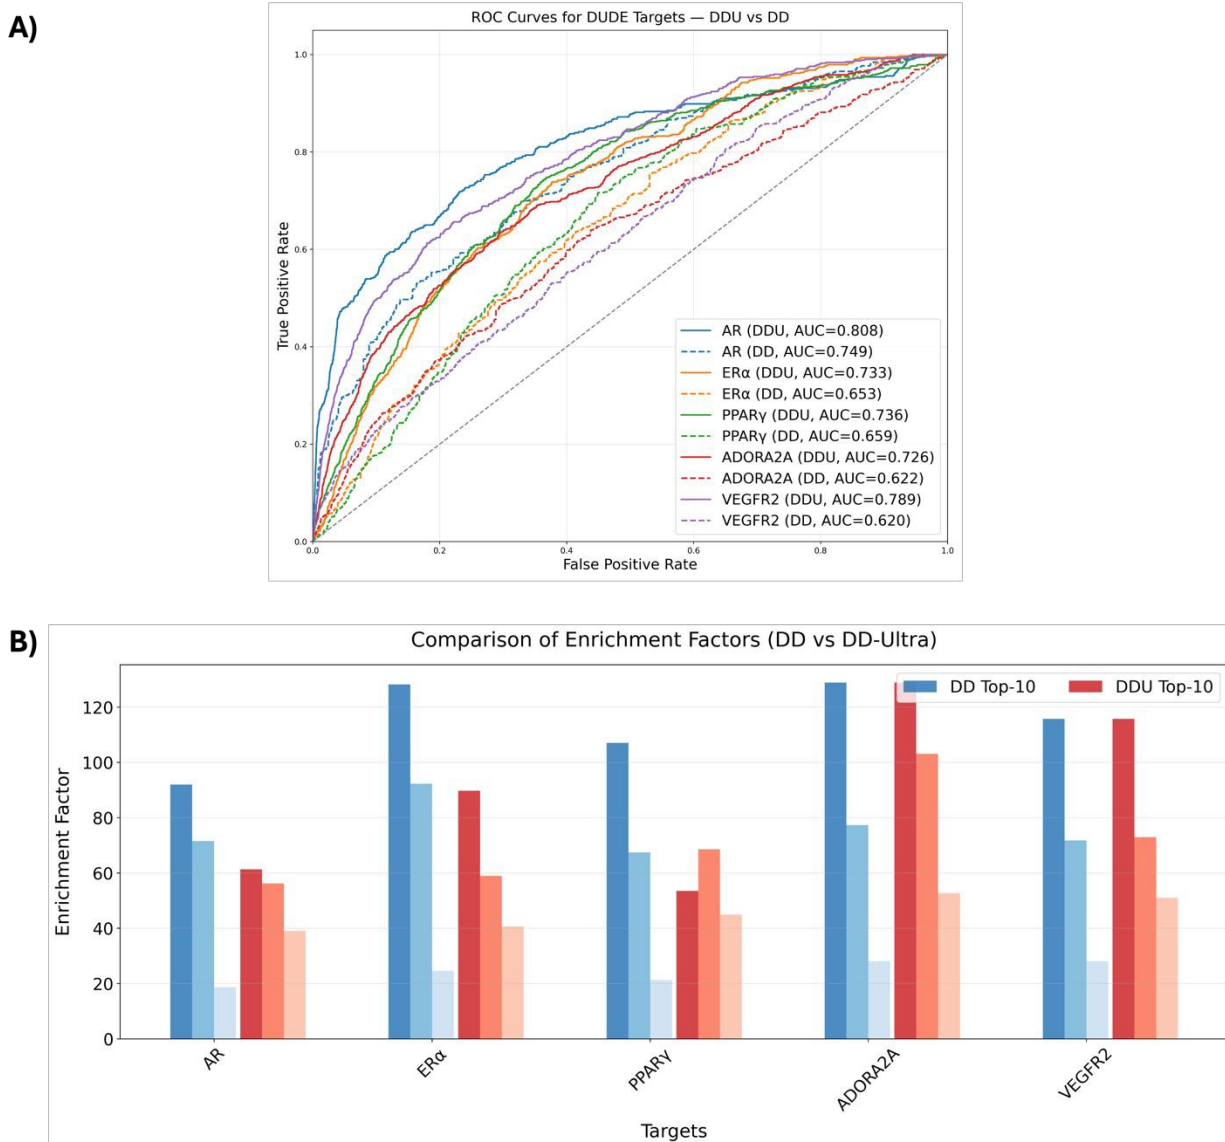 A)
ROC Curves for DUDE Targets — DDU vs DD
True Positive Rate
1.0
0.8
0.6
0.4
0.2
0.0
0.0 0.2 0.4 0.6 0.8 1.0
False Positive Rate
AR (DDU, AUC=0.808)
AR (DD, AUC=0.749)
ERα (DDU, AUC=0.733)
ERα (DD, AUC=0.653)
PPARγ (DDU, AUC=0.736)
PPARγ (DD, AUC=0.659)
ADORA2A (DDU, AUC=0.726)
ADORA2A (DD, AUC=0.622)
VEGFR2 (DDU, AUC=0.789)
VEGFR2 (DD, AUC=0.620)
B)
Comparison of Enrichment Factors (DD vs DD-Ultra)
DD Top-10 DDU Top-10
Enrichment Factor
120
100
80
60
40
20
0
AR ERα PPARγ ADORA2A VEGFR2
Targets